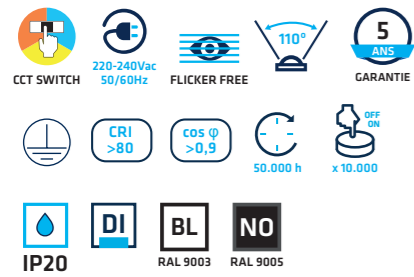 CCT SWITCH
220-240Vac
50/60Hz
FLICKER FREE
110°
5
ANS
GARANTIE
CRI
>80
cos φ
>0,9
50.000 h
OFF
ON
x 10.000
IP20
DI
BL
RAL 9003
NO
RAL 9005